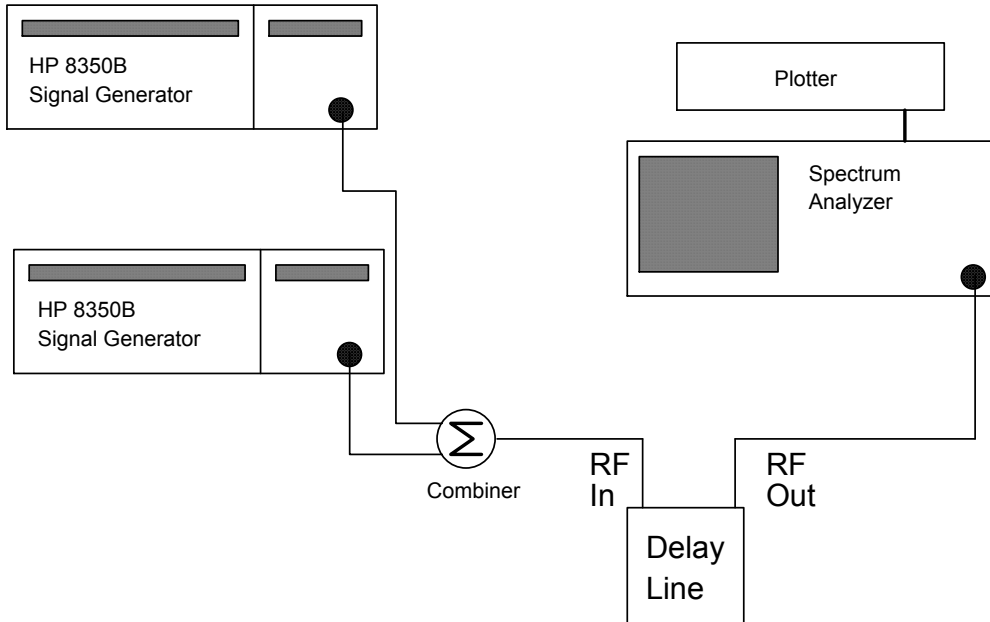 HP 8350B
Signal Generator
Plotter
Spectrum
Analyzer
HP 8350B
Signal Generator
Σ
Combiner
RF
In
RF
Out
Delay
Line